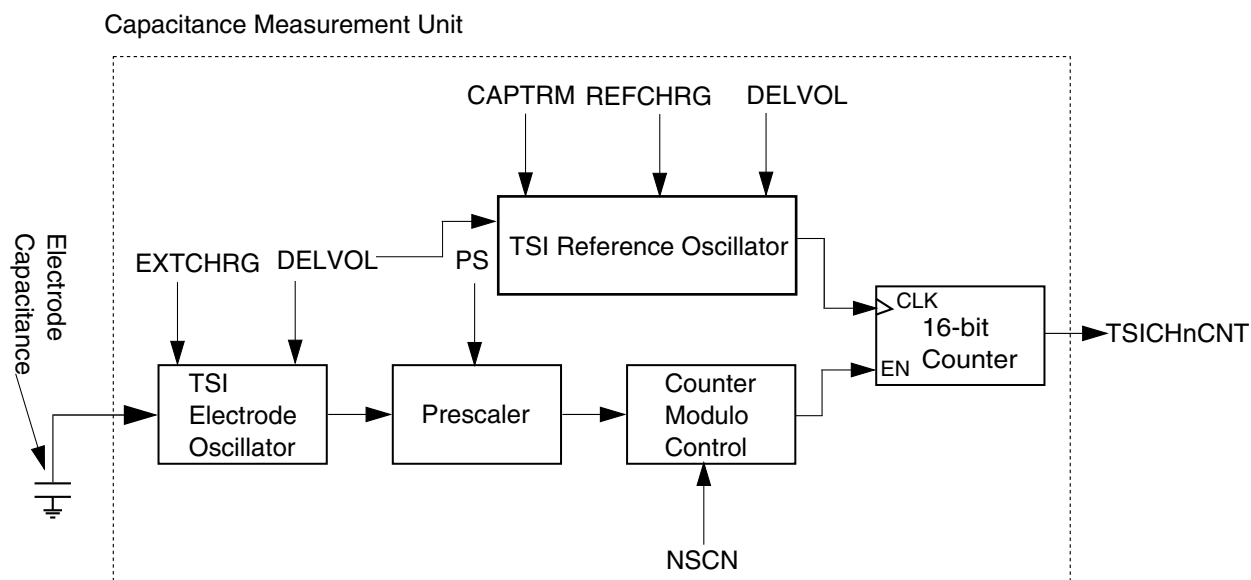 Capacitance Measurement Unit
CAPTRM REFCHRG DELVOL
TSI Reference Oscillator
Electrode
Capacitance
EXTCHRG DELVOL PS
CLK
16-bit
Counter
EN
TSICHnCNT
TSI
Electrode
Oscillator
Prescaler
Counter
Modulo
Control
NSCN